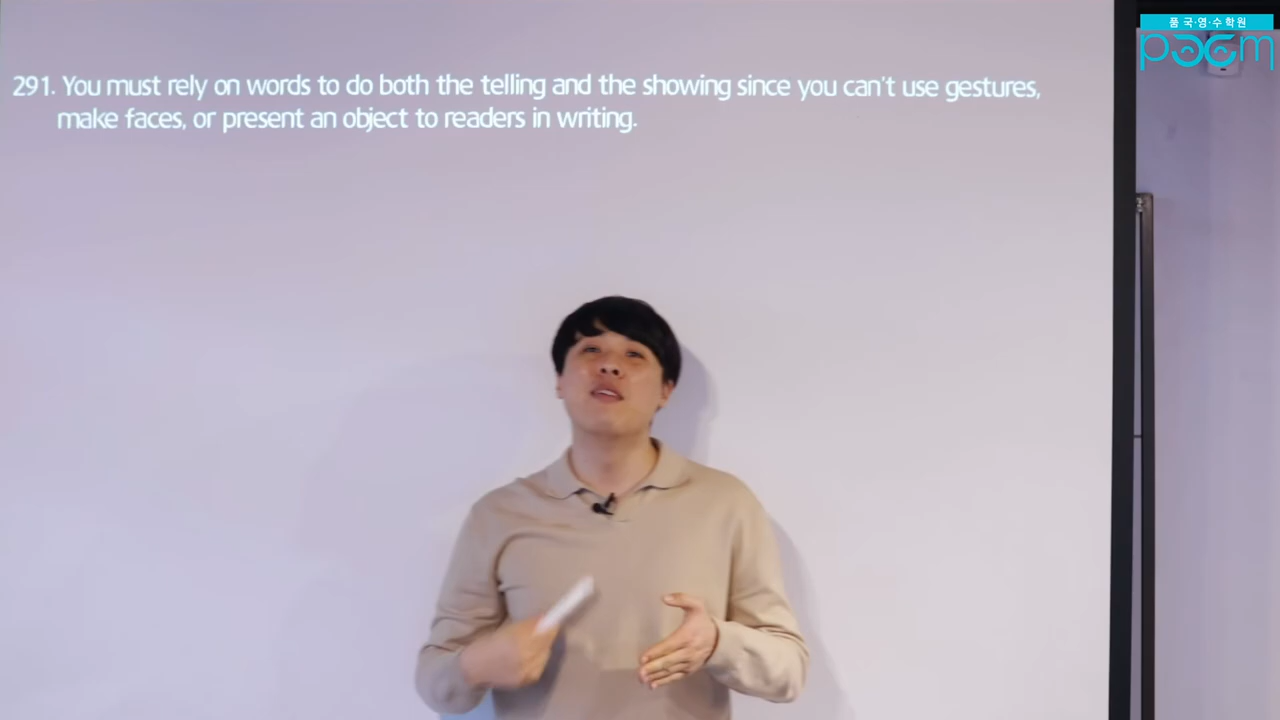 품 국·영·수 학원
poem
291. You must rely on words to do both the telling and the showing since you can't use gestures,
make faces, or present an object to readers in writing.